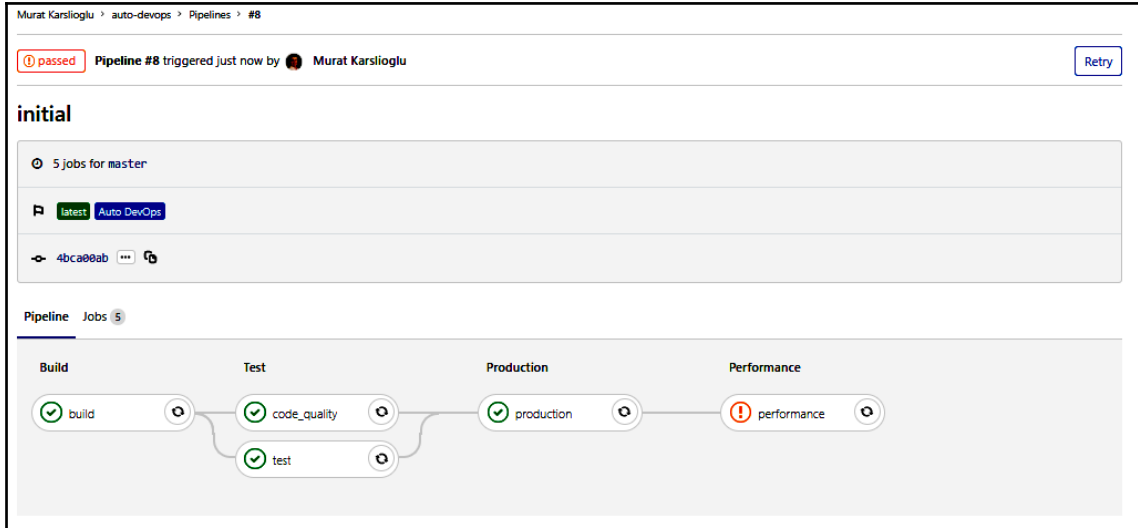 Murat Karslioglu > auto-devops > Pipelines > #8
passed Pipeline #8 triggered just now by Murat Karslioglu Retry
initial
5 jobs for master
latest Auto DevOps
4bca00ab ...
Pipeline Jobs 5
Build Test Production Performance
build code_quality production performance
test